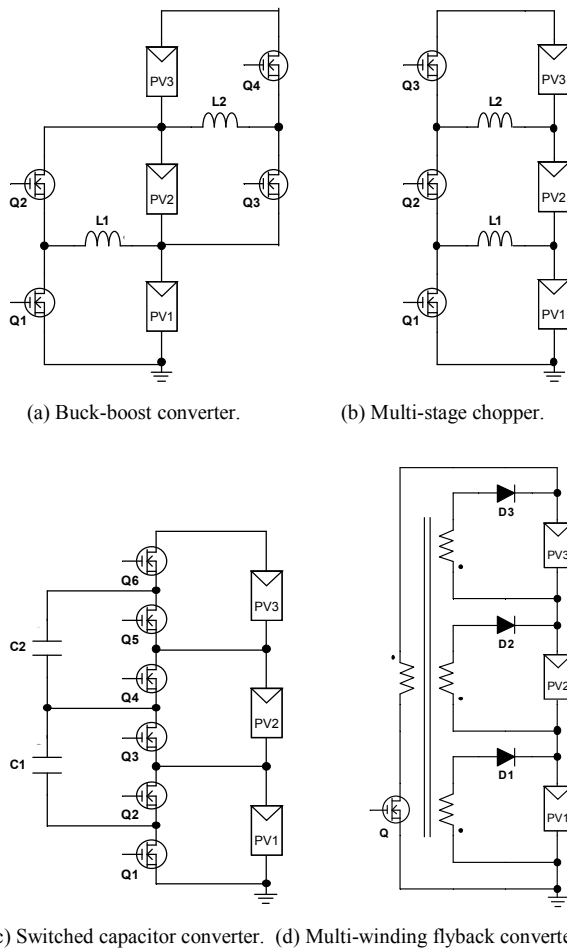 PV3
Q4
L2
Q2
PV2
Q3
L1
Q1
PV1
(a) Buck-boost converter.
Q3
PV3
L2
Q2
PV2
L1
Q1
PV1
(b) Multi-stage chopper.
Q6
PV3
C2
Q5
Q4
PV2
Q3
C1
Q2
PV1
Q1
D3
PV3
D2
PV2
D1
PV1
Q
c) Switched capacitor converter. (d) Multi-winding flyback converte